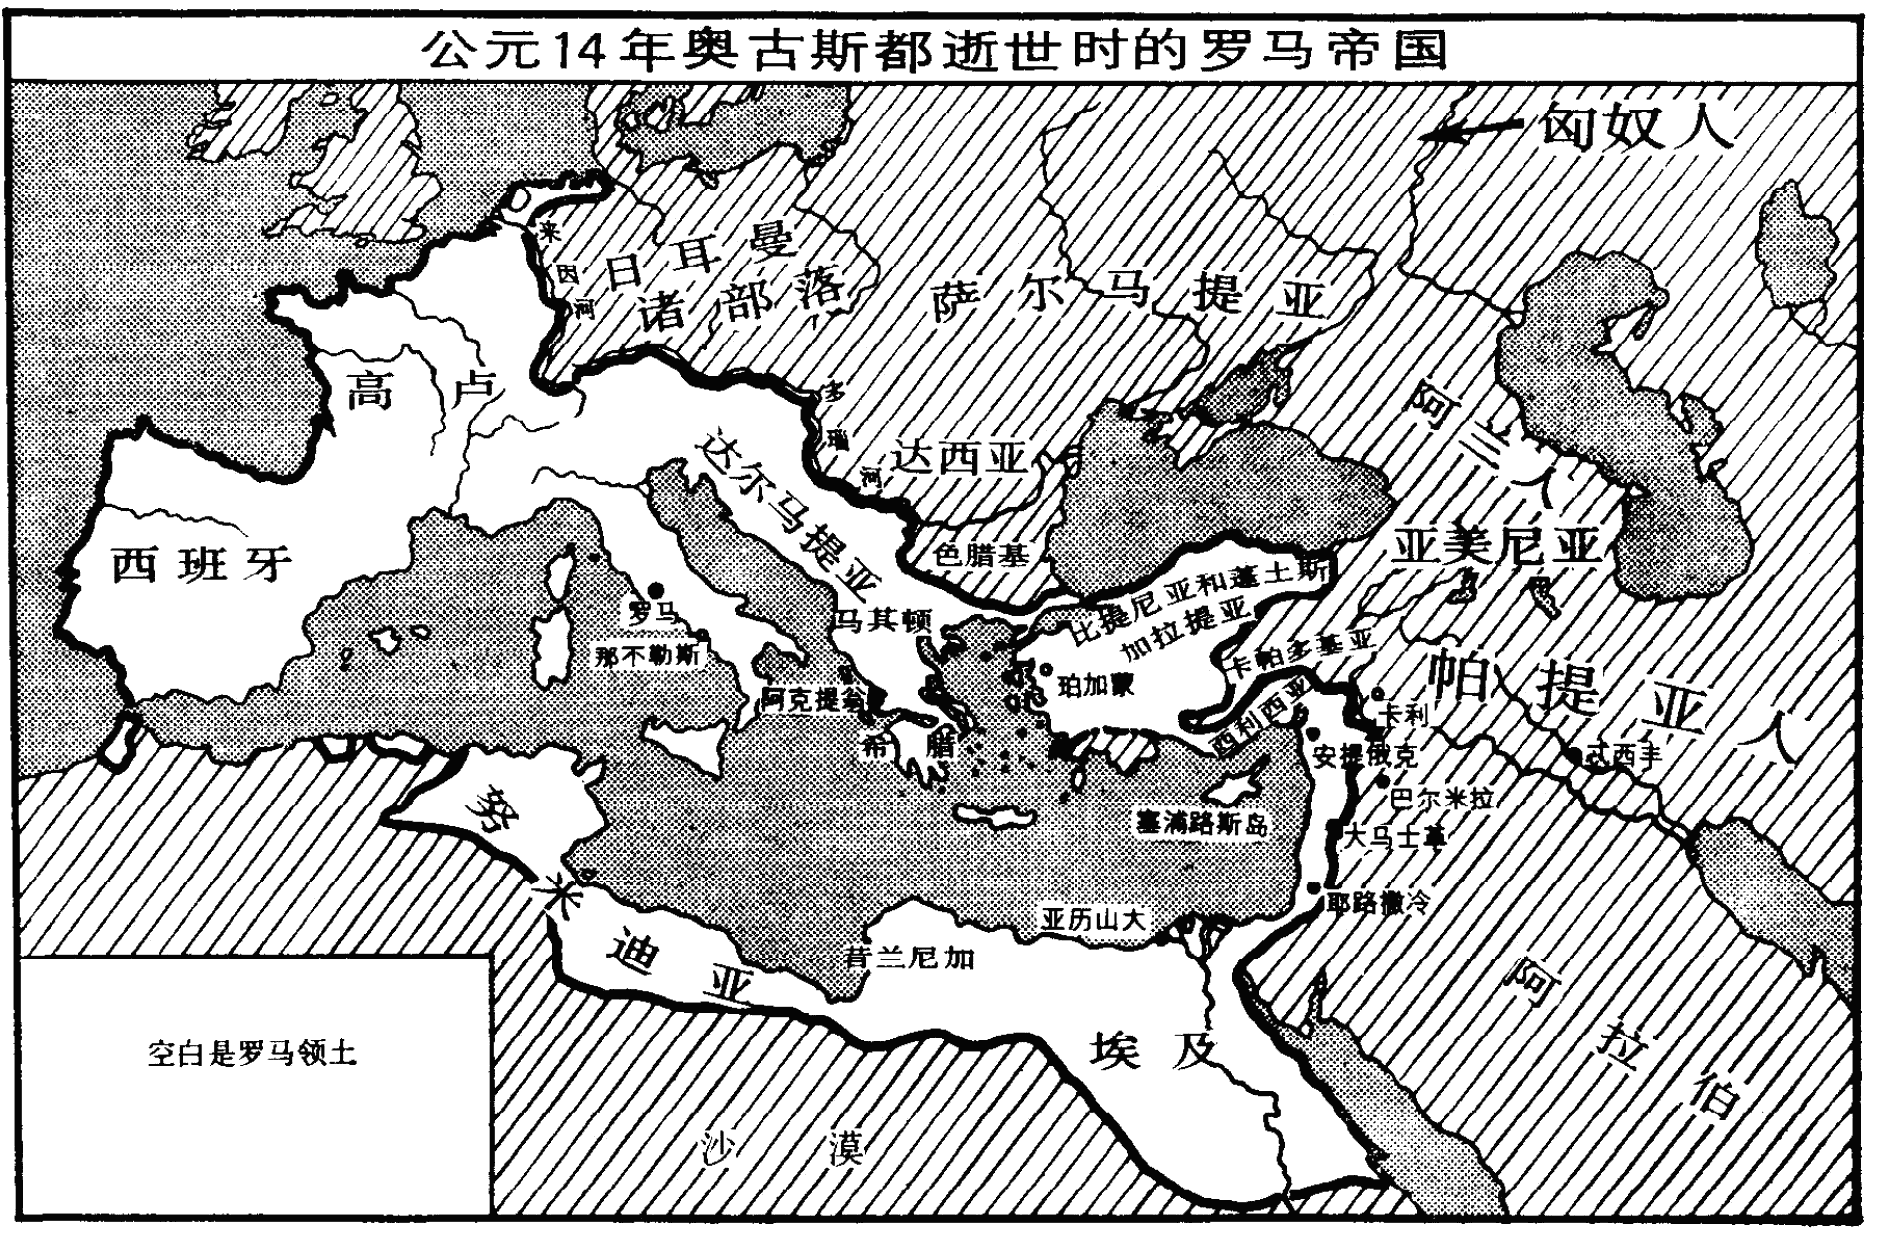 公元14年奥古斯都逝世时的罗马帝国
匈奴人
来因河
日耳曼
诸部落
萨尔马提亚
高卢
多瑙河
达西亚
阿兰人
达尔马提亚
西班牙
色腊基
亚美尼亚
罗马
马其顿
比提尼亚和蓬土斯
加拉提亚
那不勒斯
卡帕多基亚
帕提亚人
阿克提翁
珀加蒙
西利西亚
卡利
希腊
安提俄克
忒西丰
巴尔米拉
塞浦路斯岛
大马士革
努米迪亚
耶路撒冷
亚历山大
昔兰尼加
阿拉伯
埃及
空白是罗马领土
沙漠